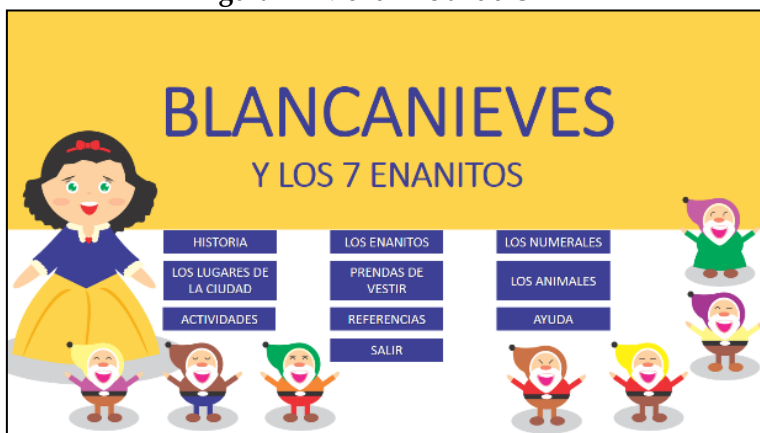 BLANCANIEVES
Y LOS 7 ENANITOS
HISTORIA
LOS ENANITOS
LOS NUMERALES
LOS LUGARES DE
LA CIUDAD
PRENDAS DE
VESTIR
LOS ANIMALES
ACTIVIDADES
REFERENCIAS
AYUDA
SALIR